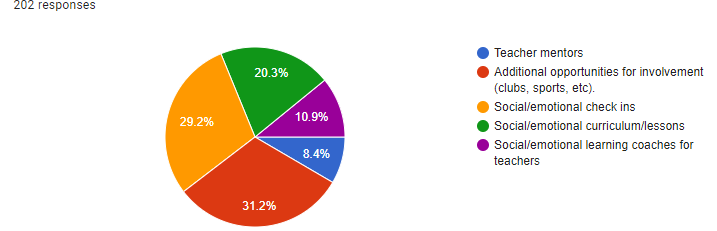 202 responses
20.3%
10.9%
29.2%
8.4%
31.2%
Teacher mentors
Additional opportunities for involvement
(clubs, sports, etc).
Social/emotional check ins
Social/emotional curriculum/lessons
Social/emotional learning coaches for
teachers